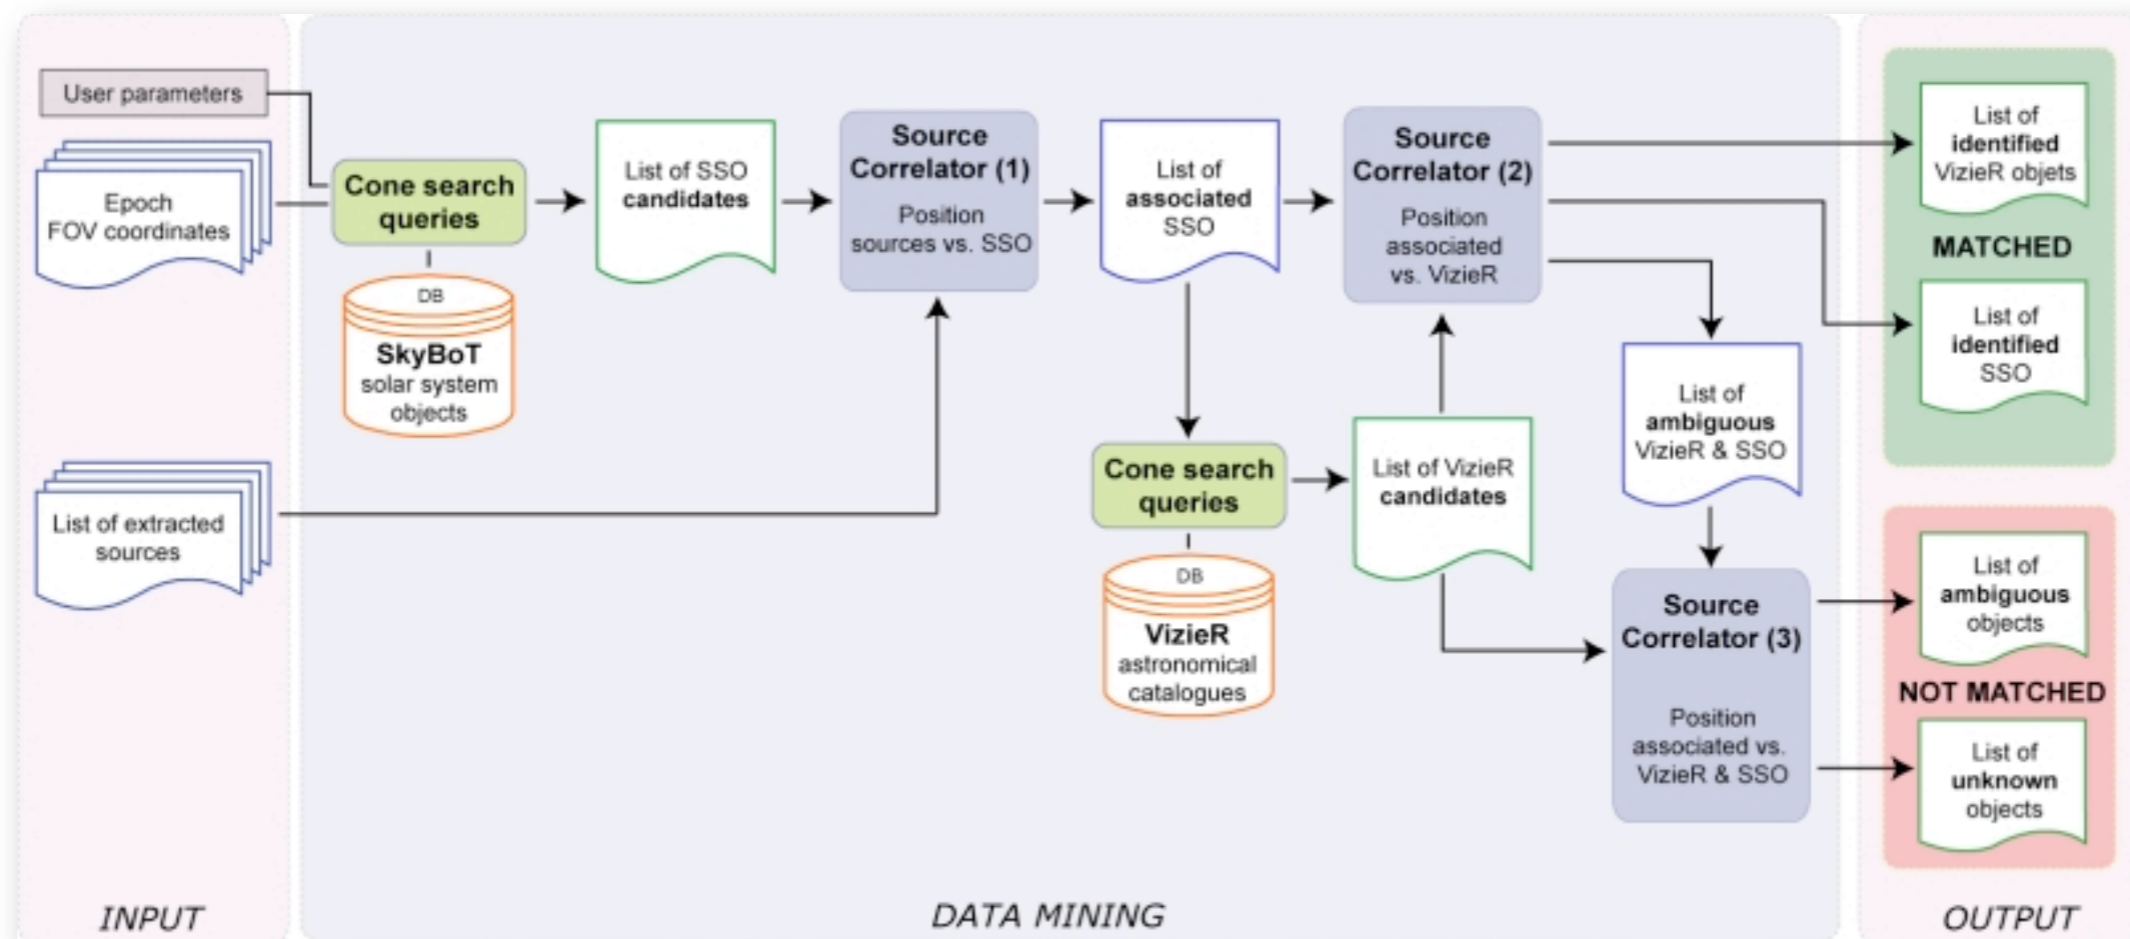 User parameters
Epoch
FOV coordinates
List of extracted
sources
INPUT
Cone search
queries
DB
SkyBoT
solar system
objects
List of SSO
candidates
Source
Correlator (1)
Position
sources vs. SSO
List of
associated
SSO
Cone search
queries
DB
VizieR
astronomical
catalogues
Source
Correlator (2)
Position
associated
vs. VizieR
List of VizieR
candidates
List of
ambiguous
VizieR & SSO
Source
Correlator (3)
Position
associated vs.
VizieR & SSO
DATA MINING
List of
identified
VizieR objets
MATCHED
List of
identified
SSO
List of
ambiguous
objects
NOT MATCHED
List of
unknown
objects
OUTPUT